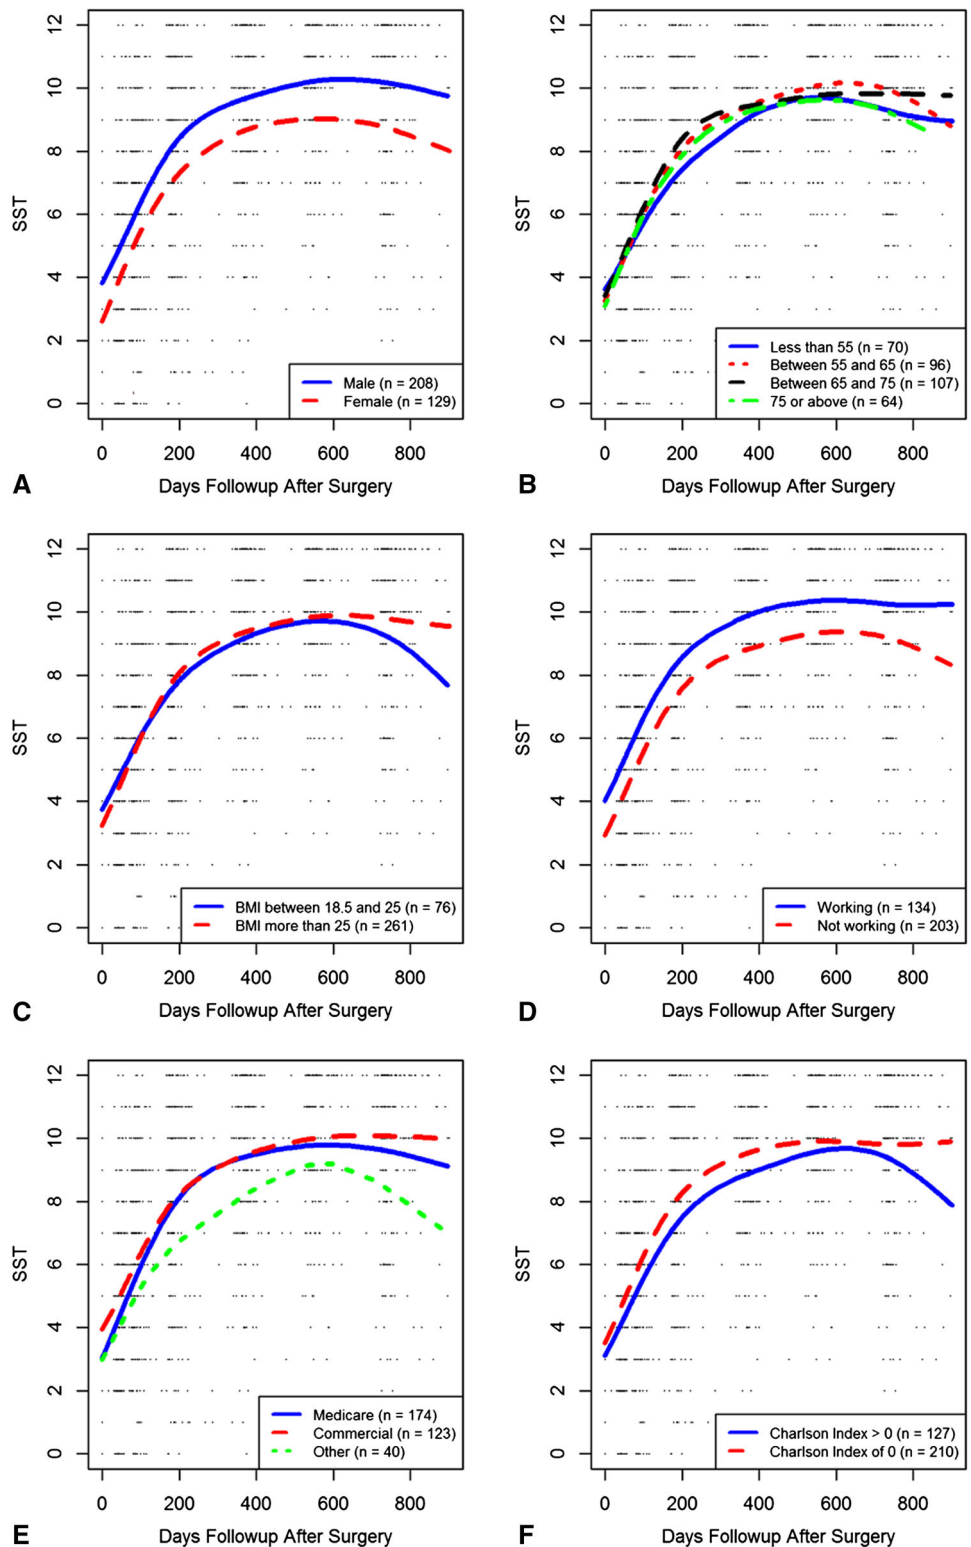 12
10
8
6
4
2
0
SST
Male (n = 208)
Female (n = 129)
0 200 400 600 800
Days Followup After Surgery
A
12
10
8
6
4
2
0
SST
Less than 55 (n = 70)
Between 55 and 65 (n = 96)
Between 65 and 75 (n = 107)
75 or above (n = 64)
0 200 400 600 800
Days Followup After Surgery
B
12
10
8
6
4
2
0
SST
BMI between 18.5 and 25 (n = 76)
BMI more than 25 (n = 261)
0 200 400 600 800
Days Followup After Surgery
C
12
10
8
6
4
2
0
SST
Working (n = 134)
Not working (n = 203)
0 200 400 600 800
Days Followup After Surgery
D
12
10
8
6
4
2
0
SST
Medicare (n = 174)
Commercial (n = 123)
Other (n = 40)
0 200 400 600 800
Days Followup After Surgery
E
12
10
8
6
4
2
0
SST
Charlson Index > 0 (n = 127)
Charlson Index of 0 (n = 210)
0 200 400 600 800
Days Followup After Surgery
F